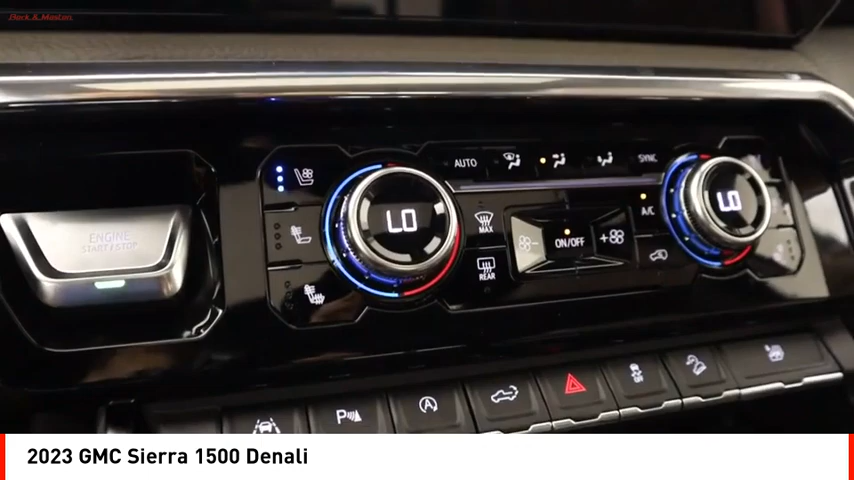 Beck & Masten
AUTO
SYNC
LO
LO
MAX
A/C
ENGINE
START/STOP
ON/OFF
REAR
P
A
2023 GMC Sierra 1500 Denali